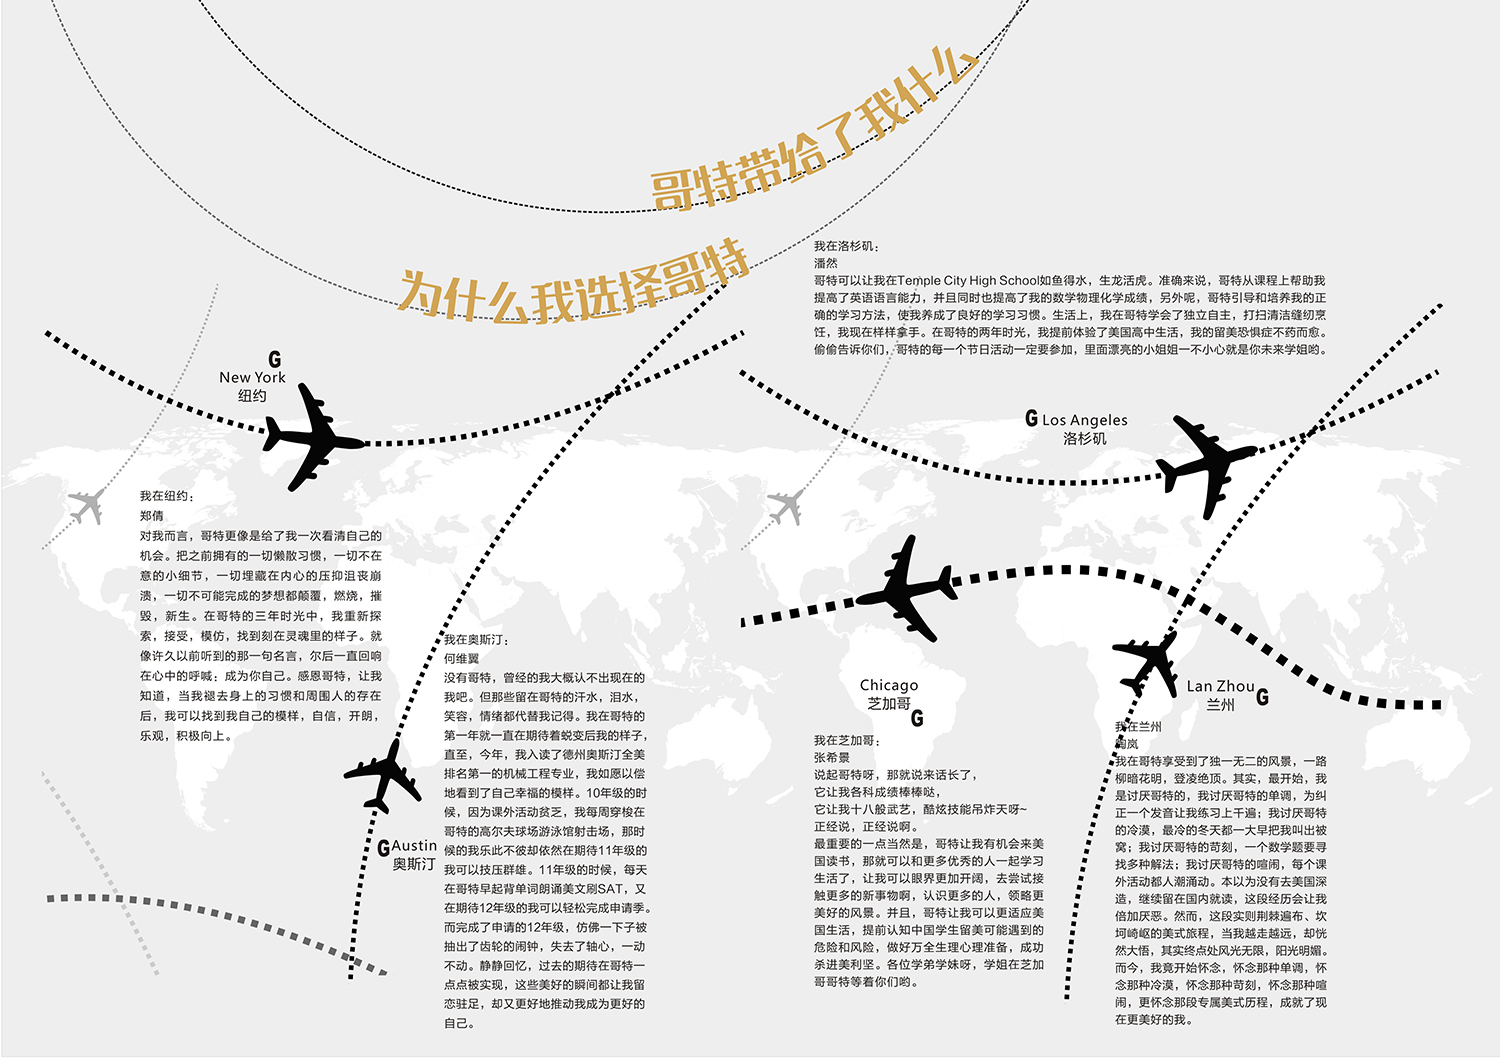 哥特带给了我什么
为什么我选择哥特
G
New York
纽约
我在纽约：
郑倩
对我而言，哥特更像是给了我一次看清自己的
机会。把之前拥有的一切懒散习惯，一切不在
意的小细节，一切埋藏在内心的压抑沮丧崩
溃，一切不可能完成的梦想都颠覆，燃烧，摧
毁，新生。在哥特的三年时光中，我重新探
索，接受，模仿，找到刻在灵魂里的样子。就
像许久以前听到的那一句名言，尔后一直回响
在心中的呼喊：成为你自己。感恩哥特，让我
知道，当我褪去身上的习惯和周围人的存在
后，我可以找到我自己的模样，自信，开朗，
乐观，积极向上。
G Austin
奥斯汀
我在奥斯汀：
何维翼
没有哥特，曾经的我大概认不出现在的
我吧。但那些留在哥特的汗水，泪水，
笑容，情绪都代替我记得。我在哥特的
第一年就一直在期待着蜕变后我的样子，
直至，今年，我入读了德州奥斯汀全美
排名第一的机械工程专业，我如愿以偿
地看到了自己幸福的模样。10年级的时
候，因为课外活动贫乏，我每周穿梭在
哥特的高尔夫球场游泳馆射击场，那时
候的我乐此不彼却依然在期待11年级的
我可以技压群雄。11年级的时候，每天
在哥特早起背单词朗诵美文刷SAT，又
在期待12年级的我可以轻松完成申请季。
而完成了申请的12年级，仿佛一下子被
抽出了齿轮的闹钟，失去了轴心，一动
不动。静静回忆，过去的期待在哥特一
点点被实现，这些美好的瞬间都让我留
恋驻足，却又更好地推动我成为更好的
自己。
我在洛杉矶：
潘然
哥特可以让我在Temple City High School如鱼得水，生龙活虎。准确来说，哥特从课程上帮助我
提高了英语语言能力，并且同时也提高了我的数学物理化学成绩，另外呢，哥特引导和培养我的正
确的学习方法，使我养成了良好的学习习惯。生活上，我在哥特学会了独立自主，打扫清洁缝纫烹
饪，我现在样样拿手。在哥特的两年时光，我提前体验了美国高中生活，我的留美恐惧症不药而愈。
偷偷告诉你们，哥特的每一个节日活动一定要参加，里面漂亮的小姐姐一不小心就是你未来学姐哟。
G Los Angeles
洛杉矶
Chicago
芝加哥
G
我在芝加哥：
张希景
说起哥特呀，那就说来话长了，
它让我各科成绩棒棒哒，
它让我十八般武艺，酷炫技能吊炸天呀~
正经说，正经说啊。
最重要的一点当然是，哥特让我有机会来美
国读书，那就可以和更多优秀的人一起学习
生活了，让我可以眼界更加开阔，去尝试接
触更多的新事物啊，认识更多的人，领略更
美好的风景。并且，哥特让我可以更适应美
国生活，提前认知中国学生留美可能遇到的
危险和风险，做好万全生理心理准备，成功
杀进美利坚。各位学弟学妹呀，学姐在芝加
哥哥特等着你们哟。
Lan Zhou G
兰州
我在兰州
陶岚
我在哥特享受到了独一无二的风景，一路
柳暗花明，登凌绝顶。其实，最开始，我
是讨厌哥特的，我讨厌哥特的单调，为纠
正一个发音让我练习上千遍；我讨厌哥特
的冷漠，最冷的冬天都一大早把我叫出被
窝；我讨厌哥特的苛刻，一个数学题要寻
找多种解法；我讨厌哥特的喧闹，每个课
外活动都人潮涌动。本以为没有去美国深
造，继续留在国内就读，这段经历会让我
倍加厌恶。然而，这段实则荆棘遍布、坎
坷崎岖的美式旅程，当我越走越远，却恍
然大悟，其实终点处风光无限，阳光明媚。
而今，我竟开始怀念，怀念那种单调，怀
念那种冷漠，怀念那种苛刻，怀念那种喧
闹，更怀念那段专属美式历程，成就了现
在更美好的我。